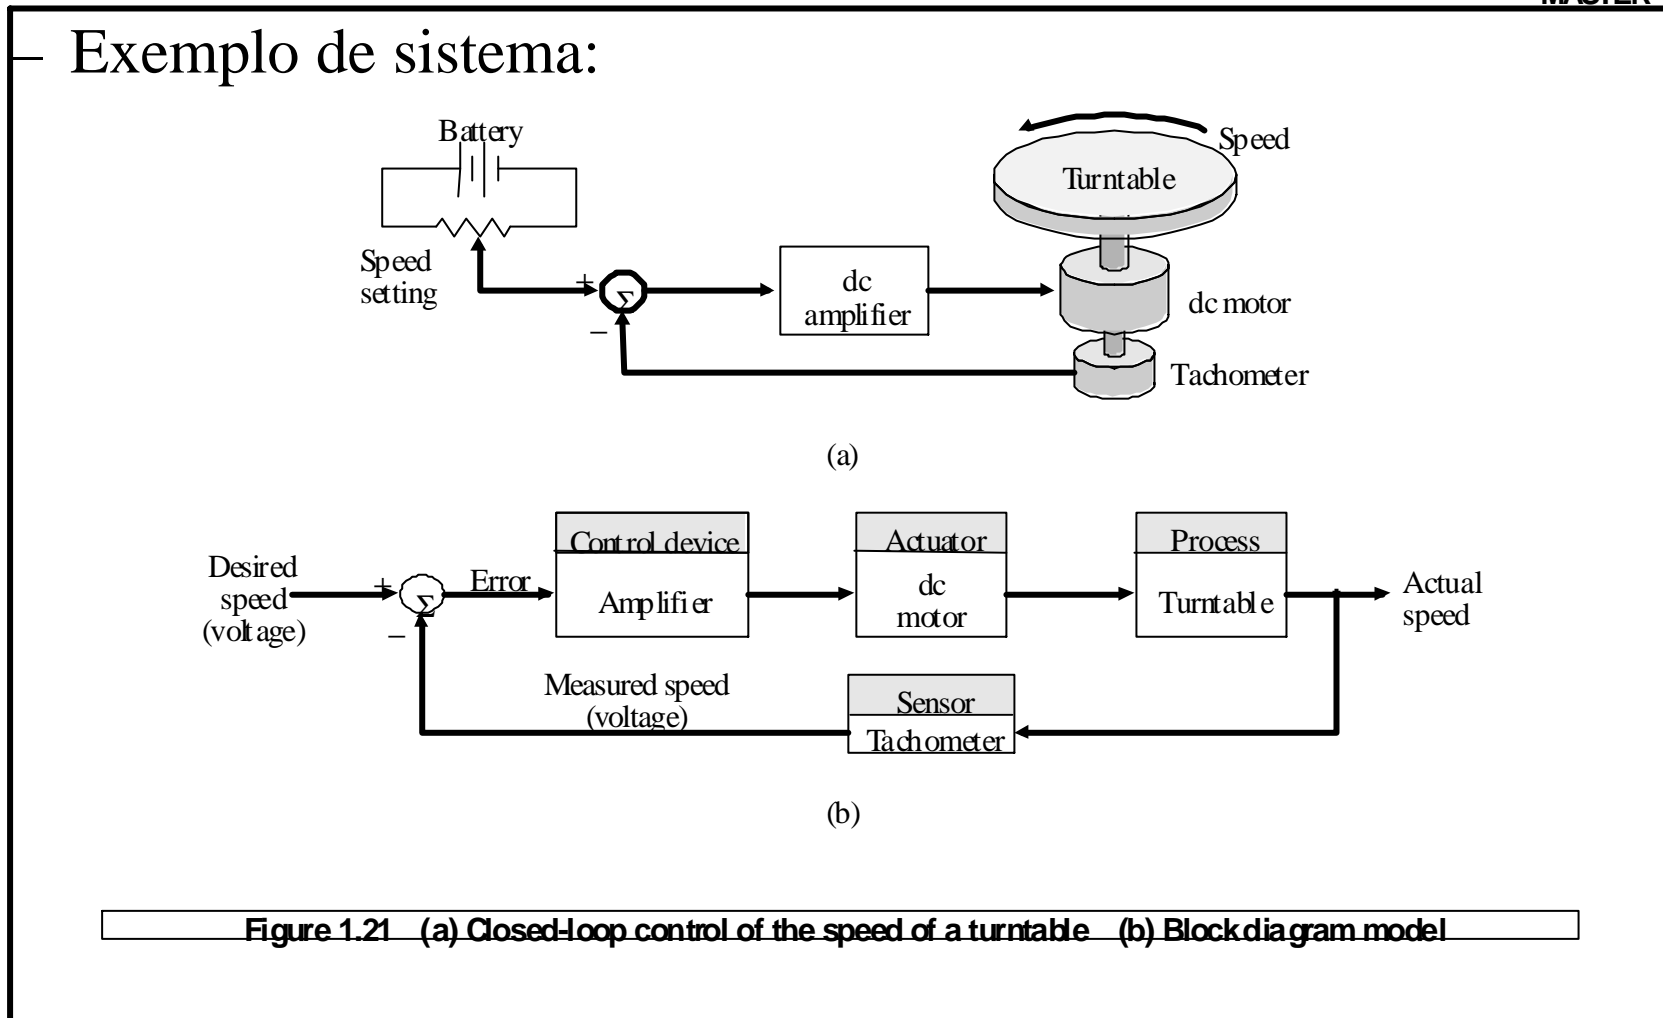 – Exemplo de sistema:
Battery
Speed
Turntable
Speed
setting
+
Σ
−
dc
amplifier
dc motor
Tachometer
(a)
Control device
Actuator
Process
Desired
speed
(voltage)
+
Σ
−
Error
Amplifier
dc
motor
Turntable
Actual
speed
Measured speed
(voltage)
Sensor
Tachometer
(b)
Figure 1.21 (a) Closed-loop control of the speed of a turntable (b) Block diagram model